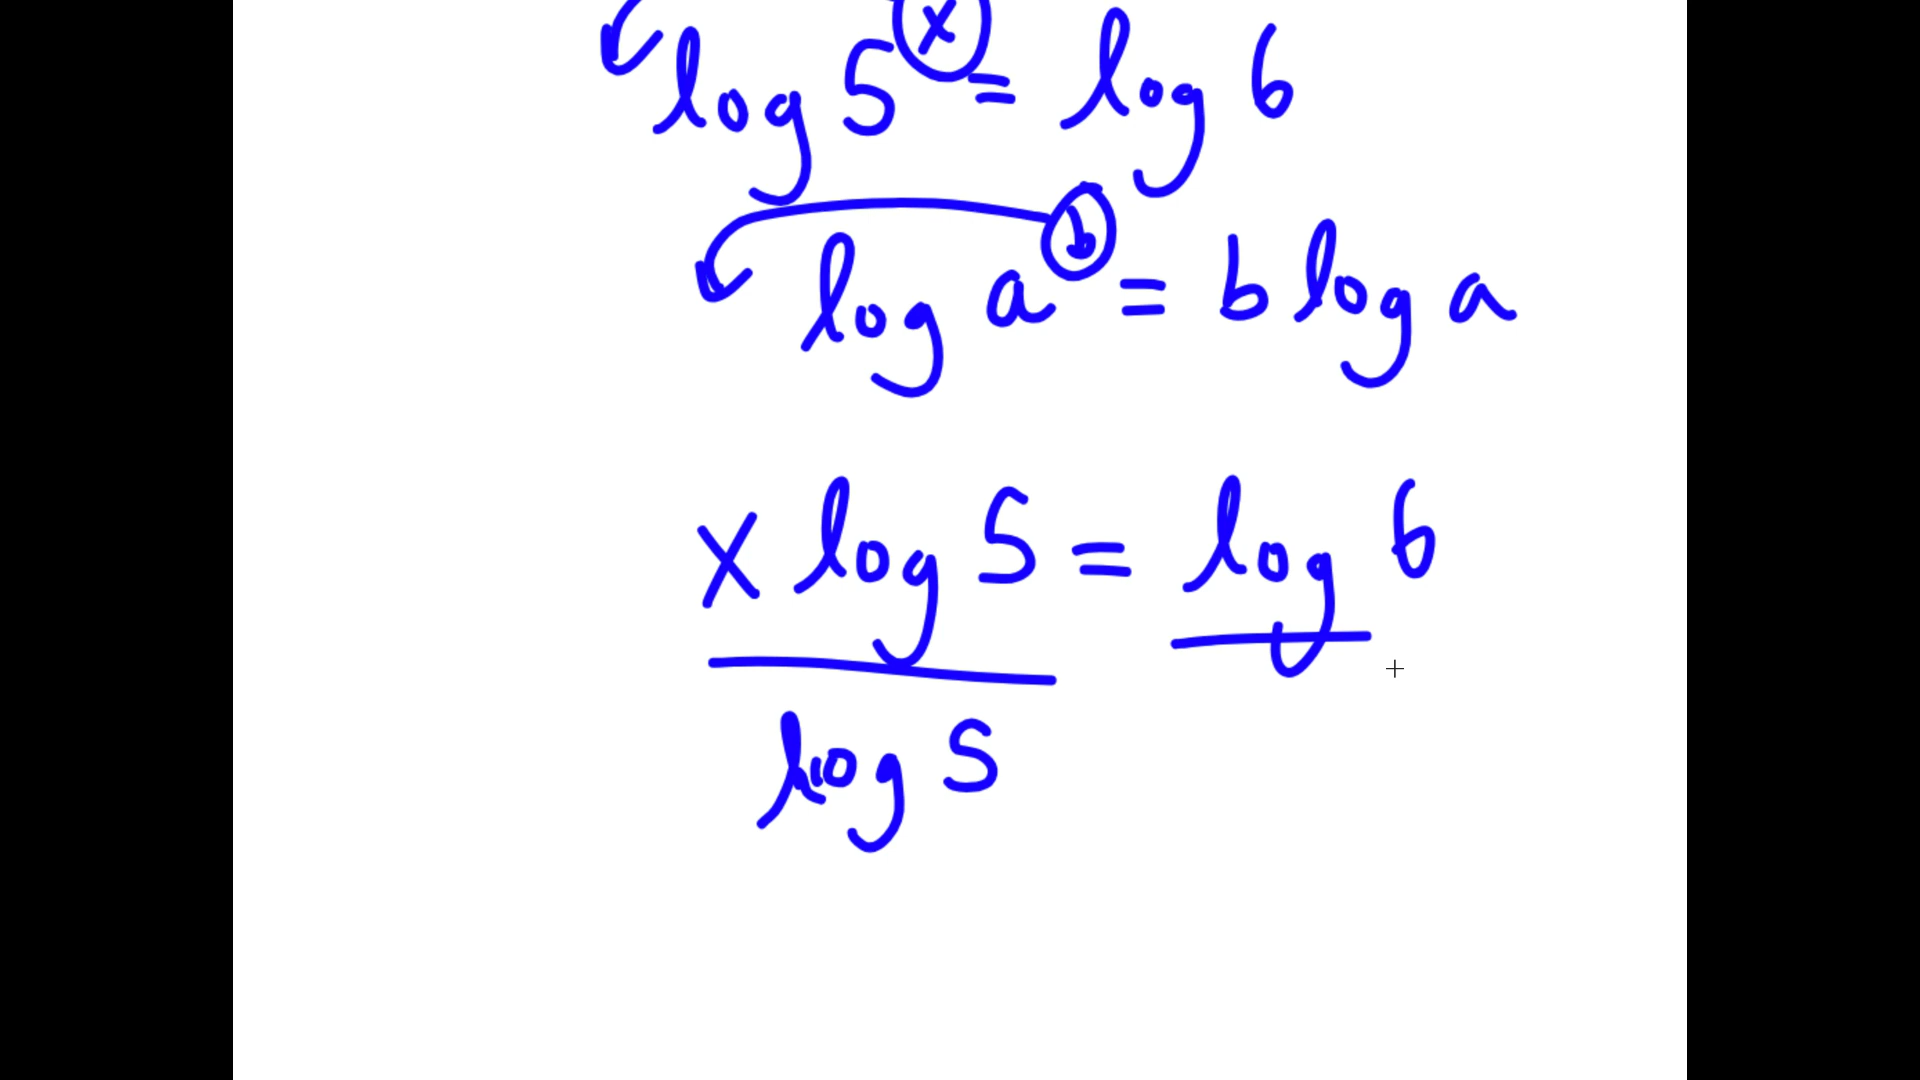 log 5^x = log 6
log a^b = b log a
x log 5 = log 6
log 5